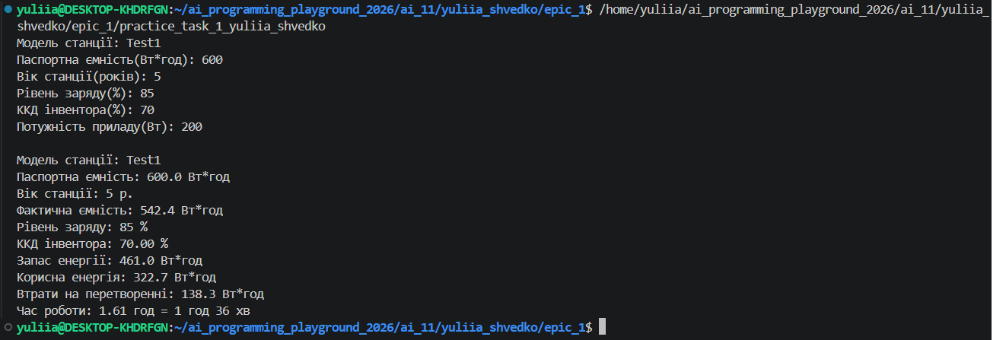 yuliia@DESKTOP-KHDRFGN:~/ai_programming_playground_2026/ai_11/yuliia_shvedko/epic_1$ /home/yuliia/ai_programming_playground_2026/ai_11/yuliia_
shvedko/epic_1/practice_task_1_yuliia_shvedko
Модель станції: Test1
Паспортна ємність(Вт*год): 600
Вік станції(років): 5
Рівень заряду(%): 85
ККД інвентора(%): 70
Потужність приладу(Вт): 200
Модель станції: Test1
Паспортна ємність: 600.0 Вт*год
Вік станції: 5 р.
Фактична ємність: 542.4 Вт*год
Рівень заряду: 85 %
ККД інвентора: 70.00 %
Запас енергії: 461.0 Вт*год
Корисна енергія: 322.7 Вт*год
Втрати на перетворенні: 138.3 Вт*год
Час роботи: 1.61 год = 1 год 36 хв
yuliia@DESKTOP-KHDRFGN:~/ai_programming_playground_2026/ai_11/yuliia_shvedko/epic_1$